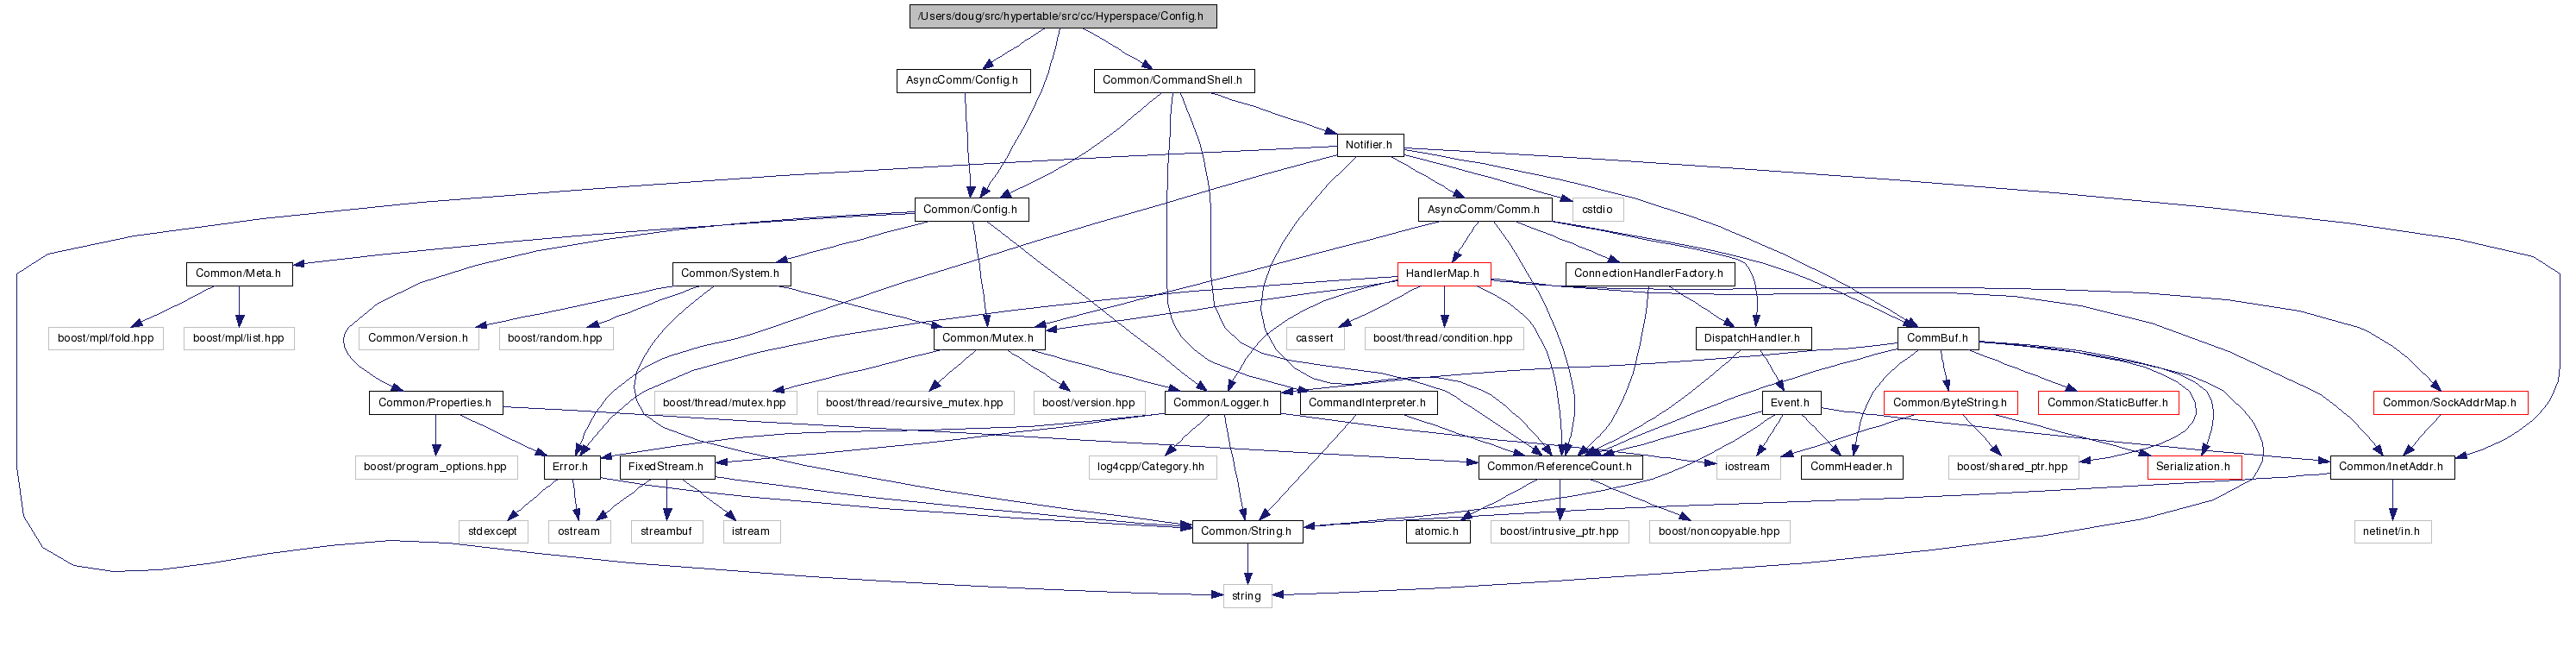 /Users/doug/src/hypertable/src/cc/Hyperspace/Config.h
AsyncComm/Config.h
Common/CommandShell.h
Notifier.h
Common/Config.h
AsyncComm/Comm.h
cstdio
Common/Meta.h
Common/System.h
HandlerMap.h
ConnectionHandlerFactory.h
boost/mpl/fold.hpp
boost/mpl/list.hpp
Common/Version.h
boost/random.hpp
Common/Mutex.h
cassert
boost/thread/condition.hpp
DispatchHandler.h
CommBuf.h
Common/Properties.h
boost/thread/mutex.hpp
boost/thread/recursive_mutex.hpp
boost/version.hpp
Common/Logger.h
CommandInterpreter.h
Event.h
Common/ByteString.h
Common/StaticBuffer.h
Common/SockAddrMap.h
boost/program_options.hpp
Error.h
FixedStream.h
log4cpp/Category.hh
Common/ReferenceCount.h
iostream
CommHeader.h
boost/shared_ptr.hpp
Serialization.h
Common/InetAddr.h
stdexcept
ostream
streambuf
istream
Common/String.h
atomic.h
boost/intrusive_ptr.hpp
boost/noncopyable.hpp
netinet/in.h
string